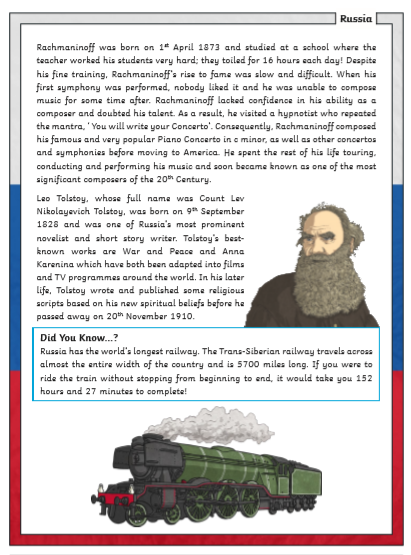 Russia
Rachmaninoff was born on 1st April 1873 and studied at a school where the
teacher worked his students very hard; they toiled for 16 hours each day! Despite
his fine training, Rachmaninoff's rise to fame was slow and difficult. When his
first symphony was performed, nobody liked it and he was unable to compose
music for some time after. Rachmaninoff lacked confidence in his ability as a
composer and doubted his talent. As a result, he visited a hypnotist who repeated
the mantra, ' You will write your Concerto'. Consequently, Rachmaninoff composed
his famous and very popular Piano Concerto in c minor, as well as other concertos
and symphonies before moving to America. He spent the rest of his life touring,
conducting and performing his music and soon became known as one of the most
significant composers of the 20th Century.
Leo Tolstoy, whose full name was Count Lev
Nikolayevich Tolstoy, was born on 9th September
1828 and was one of Russia's most prominent
novelist and short story writer. Tolstoy's best-
known works are War and Peace and Anna
Karenina which have both been adapted into films
and TV programmes around the world. In his later
life, Tolstoy wrote and published some religious
scripts based on his new spiritual beliefs before he
passed away on 20th November 1910.
Did You Know...?
Russia has the world's longest railway. The Trans-Siberian railway travels across
almost the entire width of the country and is 5700 miles long. If you were to
ride the train without stopping from beginning to end, it would take you 152
hours and 27 minutes to complete!